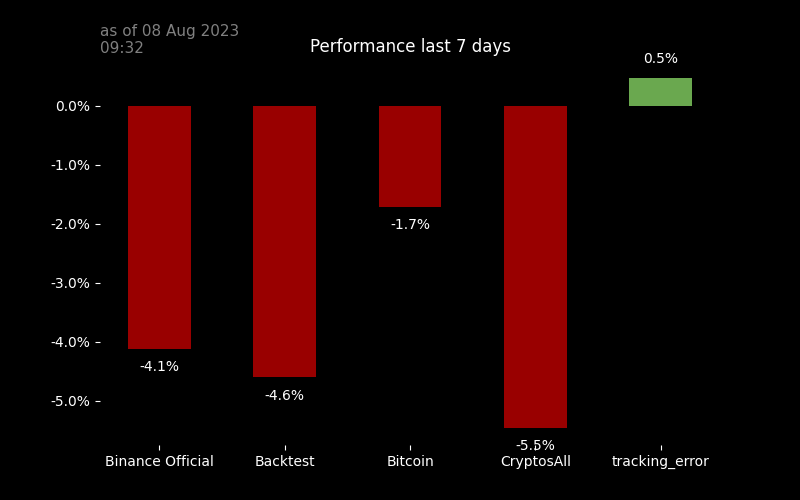 as of 08 Aug 2023
09:32
Performance last 7 days
0.5%
0.0%
-1.0%
-2.0%
-3.0%
-4.0%
-5.0%
-4.1%
-4.6%
-1.7%
-5.5%
Binance Official
Backtest
Bitcoin
CryptosAll
tracking_error